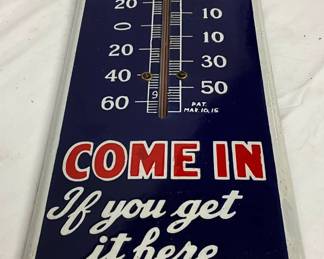 20 10
0 10
20 30
40 50
60 9
PAT.
MAR. 10, 15
COME IN
If you get
it here